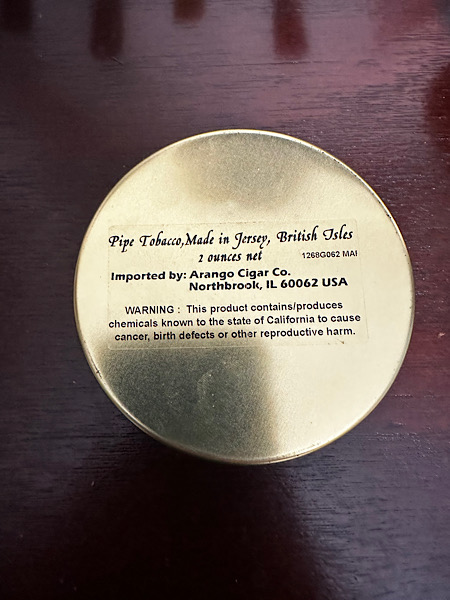 Pipe Tobacco,Made in Jersey, British Isles
2 ounces net 1268G062 MAI
Imported by: Arango Cigar Co.
Northbrook, IL 60062 USA
WARNING : This product contains/produces
chemicals known to the state of California to cause
cancer, birth defects or other reproductive harm.